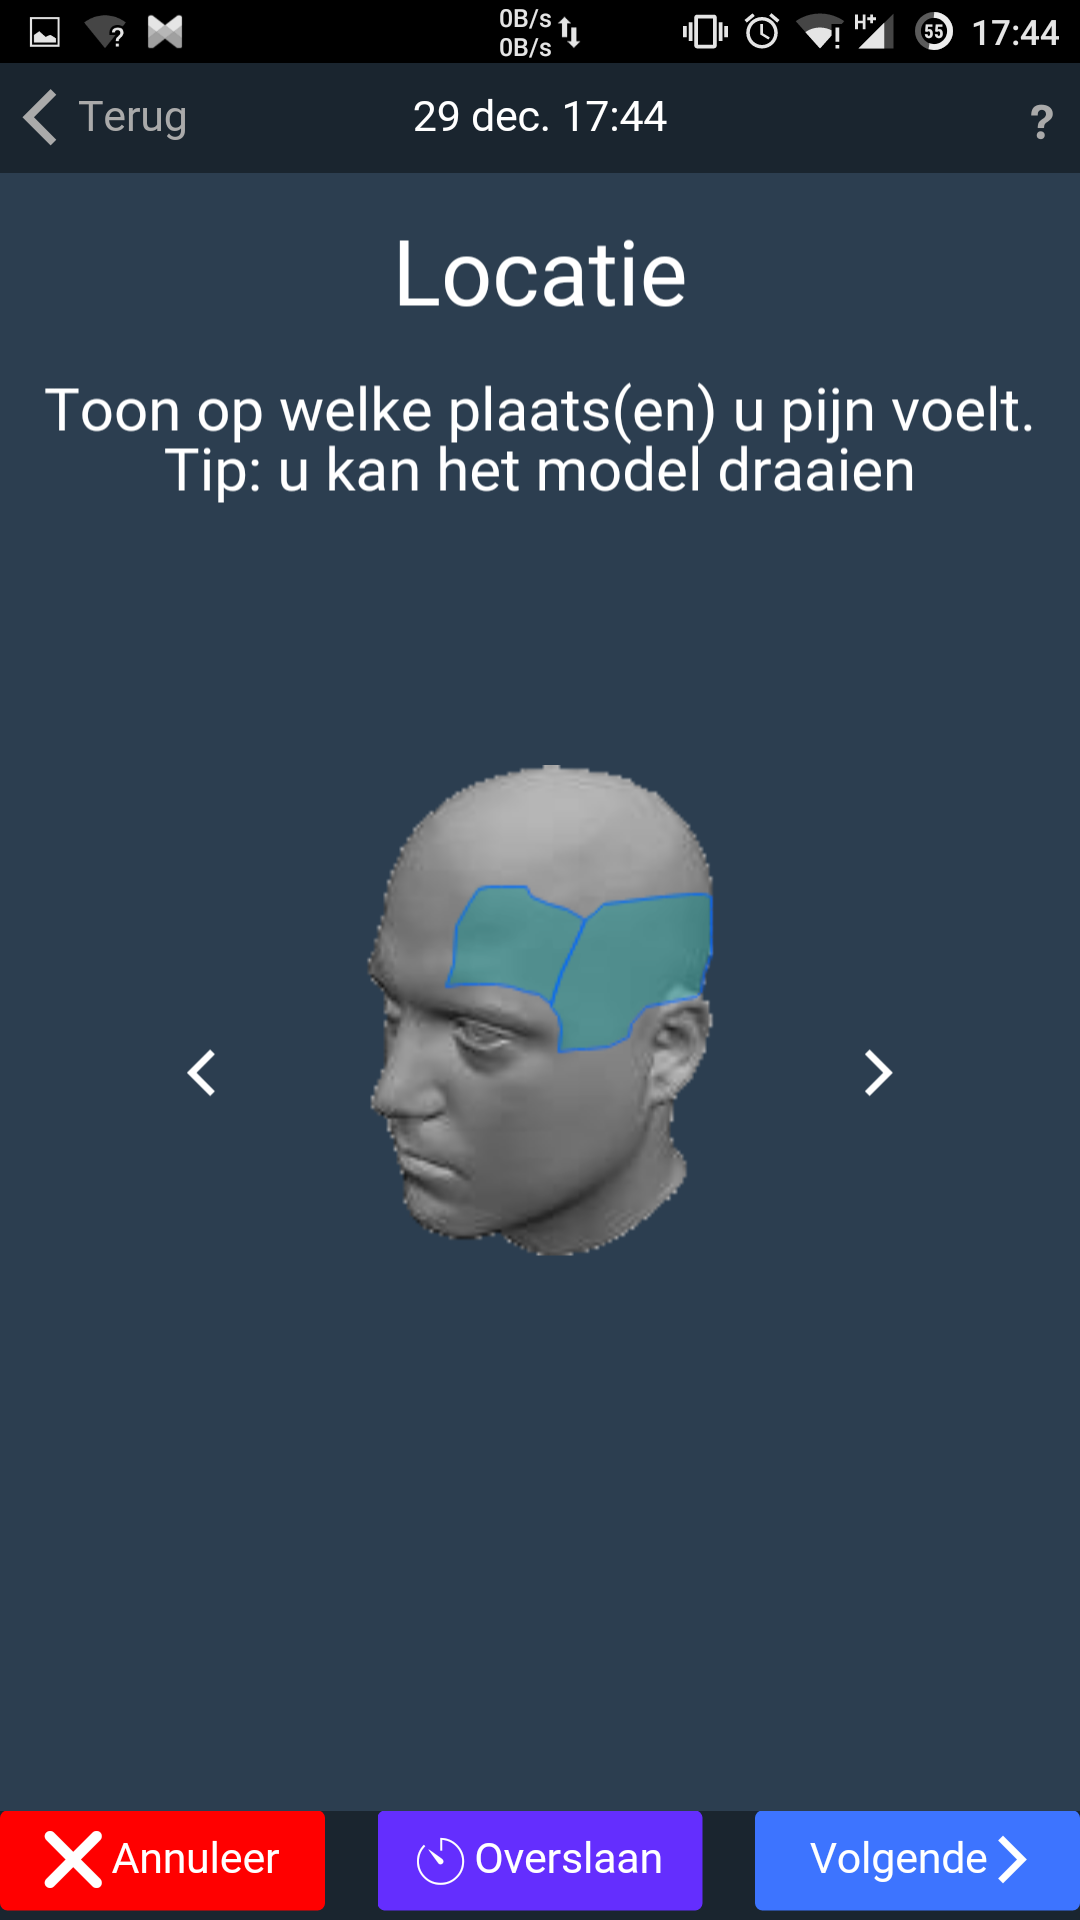 0B/s
0B/s
H+
55
17:44
Terug
29 dec. 17:44
?
Locatie
Toon op welke plaats(en) u pijn voelt.
Tip: u kan het model draaien
Annuleer
Overslaan
Volgende